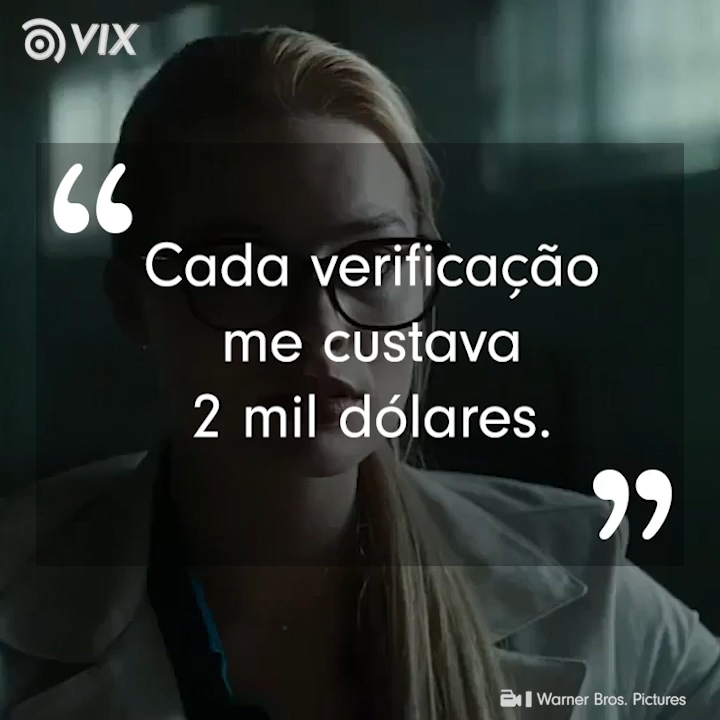 VIX
“
Cada verificação
me custava
2 mil dólares.
”
Warner Bros. Pictures